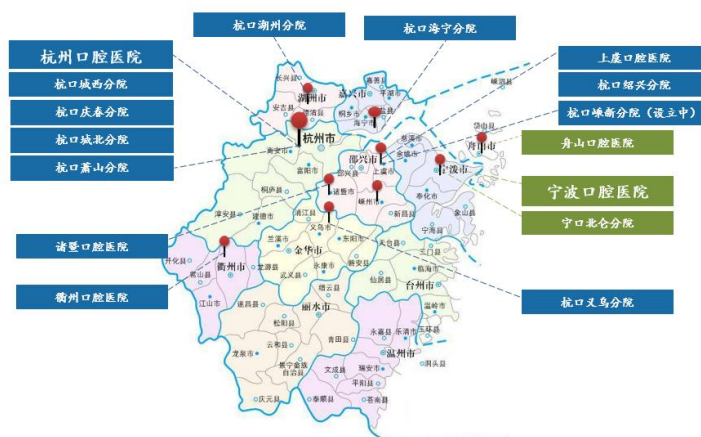 杭口湖州分院
杭口海宁分院
杭州口腔医院
杭口城西分院
杭口庆春分院
杭口城北分院
杭口萧山分院
上虞口腔医院
杭口绍兴分院
杭口嵊新分院（设立中）
舟山口腔医院
宁波口腔医院
宁口北仑分院
诸暨口腔医院
衢州口腔医院
杭口义乌分院
长兴县
湖州市
安吉县
嘉善县
嘉兴市
平湖市
桐乡市
海宁市
嵊泗县
岱山县
舟山市
杭州市
富阳市
桐庐县
淳安县
建德市
上虞市
诸暨市
嵊州市
新昌县
慈溪市
余姚市
宁波市
奉化市
宁海县
象山县
浦江县
义乌市
兰溪市
东阳市
金华市
永康市
武义县
磐安县
天台县
三门县
仙居县
临海市
台州市
温岭市
玉环县
开化县
衢州市
龙游县
江山市
遂昌县
缙云县
丽水市
松阳县
云和县
青田县
龙泉市
景宁畲族
自治县
庆元县
永嘉县
乐清市
温州市
洞头县
瑞安市
文成县
平阳县
泰顺县
苍南县